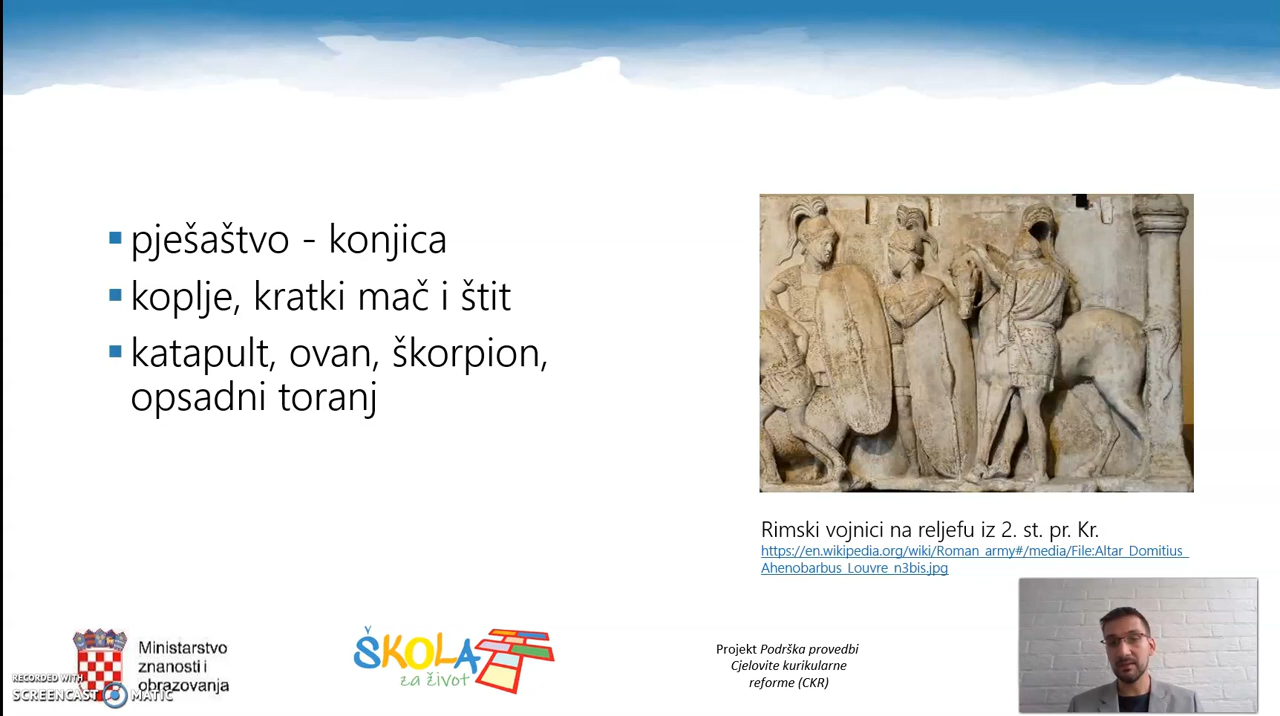 pješaštvo - konjica
koplje, kratki mač i štit
katapult, ovan, škorpion,
opsadni toranj
Rimski vojnici na reljefu iz 2. st. pr. Kr.
https://en.wikipedia.org/wiki/Roman_army#/media/File:Altar_Domitius_
Ahenobarbus_Louvre_n3bis.jpg
Ministarstvo
znanosti i
obrazovanja
RECORDED WITH
SCREENCAST MATIC
ŠKOLA
za život
Projekt Podrška provedbi
Cjelovite kurikularne
reforme (CKR)